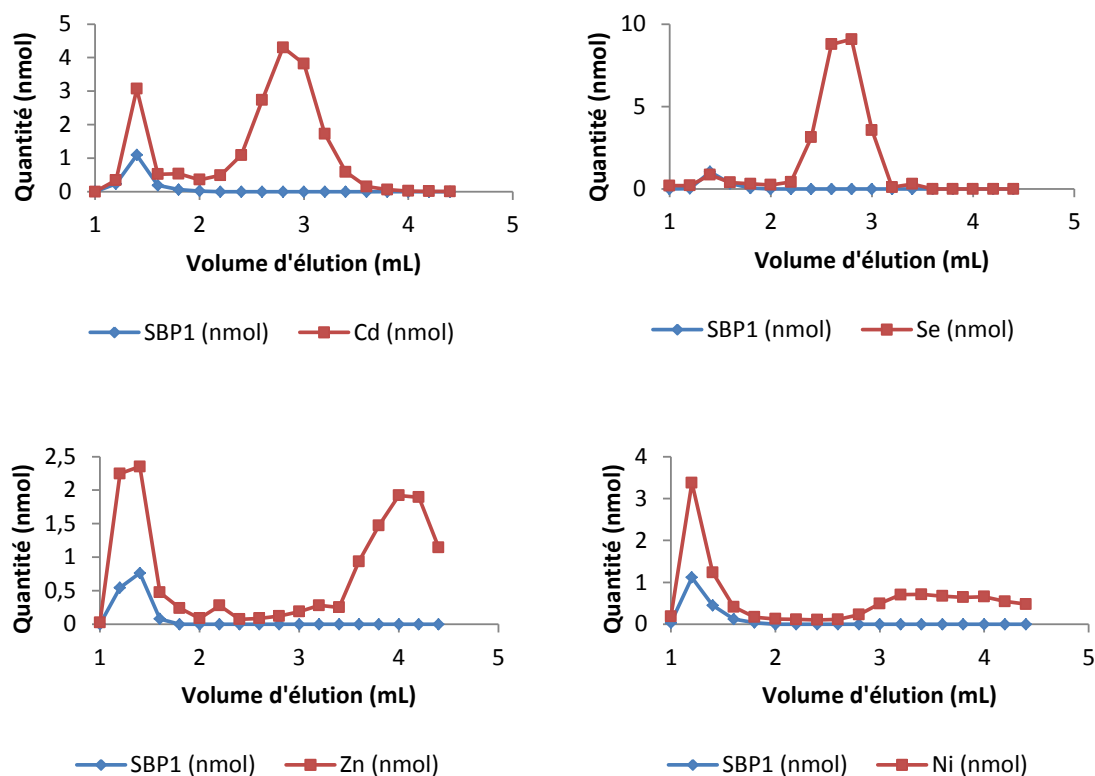 Quantité (nmol)
5
4
3
2
1
0
1 2 3 4 5
Volume d'élution (mL)
SBP1 (nmol) Cd (nmol)
Quantité (nmol)
10
5
0
1 2 3 4 5
Volume d'élution (mL)
SBP1 (nmol) Se (nmol)
Quantité (nmol)
2,5
2
1,5
1
0,5
0
1 2 3 4 5
Volume d'élution (mL)
SBP1 (nmol) Zn (nmol)
Quantité (nmol)
4
3
2
1
0
1 2 3 4 5
Volume d'élution (mL)
SBP1 (nmol) Ni (nmol)